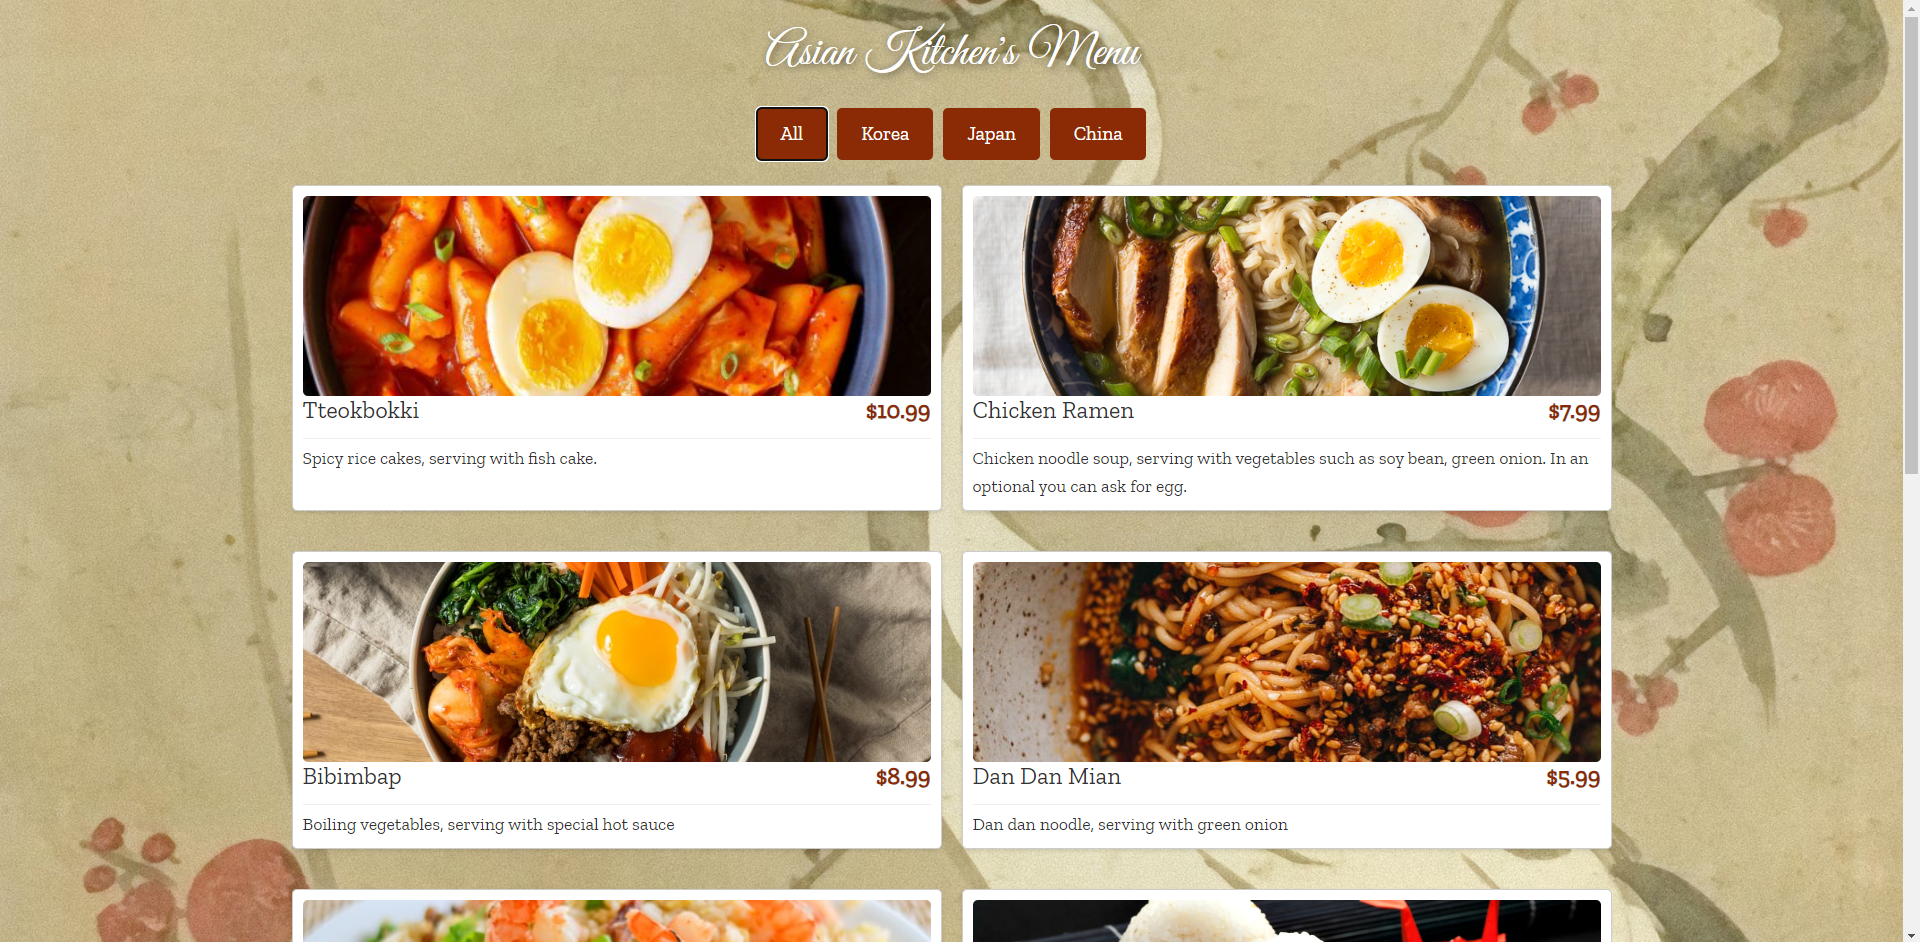 Asian Kitchen's Menu
All
Korea
Japan
China
Tteokbokki
$10.99
Spicy rice cakes, serving with fish cake.
Chicken Ramen
$7.99
Chicken noodle soup, serving with vegetables such as soy bean, green onion. In an
optional you can ask for egg.
Bibimbap
$8.99
Boiling vegetables, serving with special hot sauce
Dan Dan Mian
$5.99
Dan dan noodle, serving with green onion